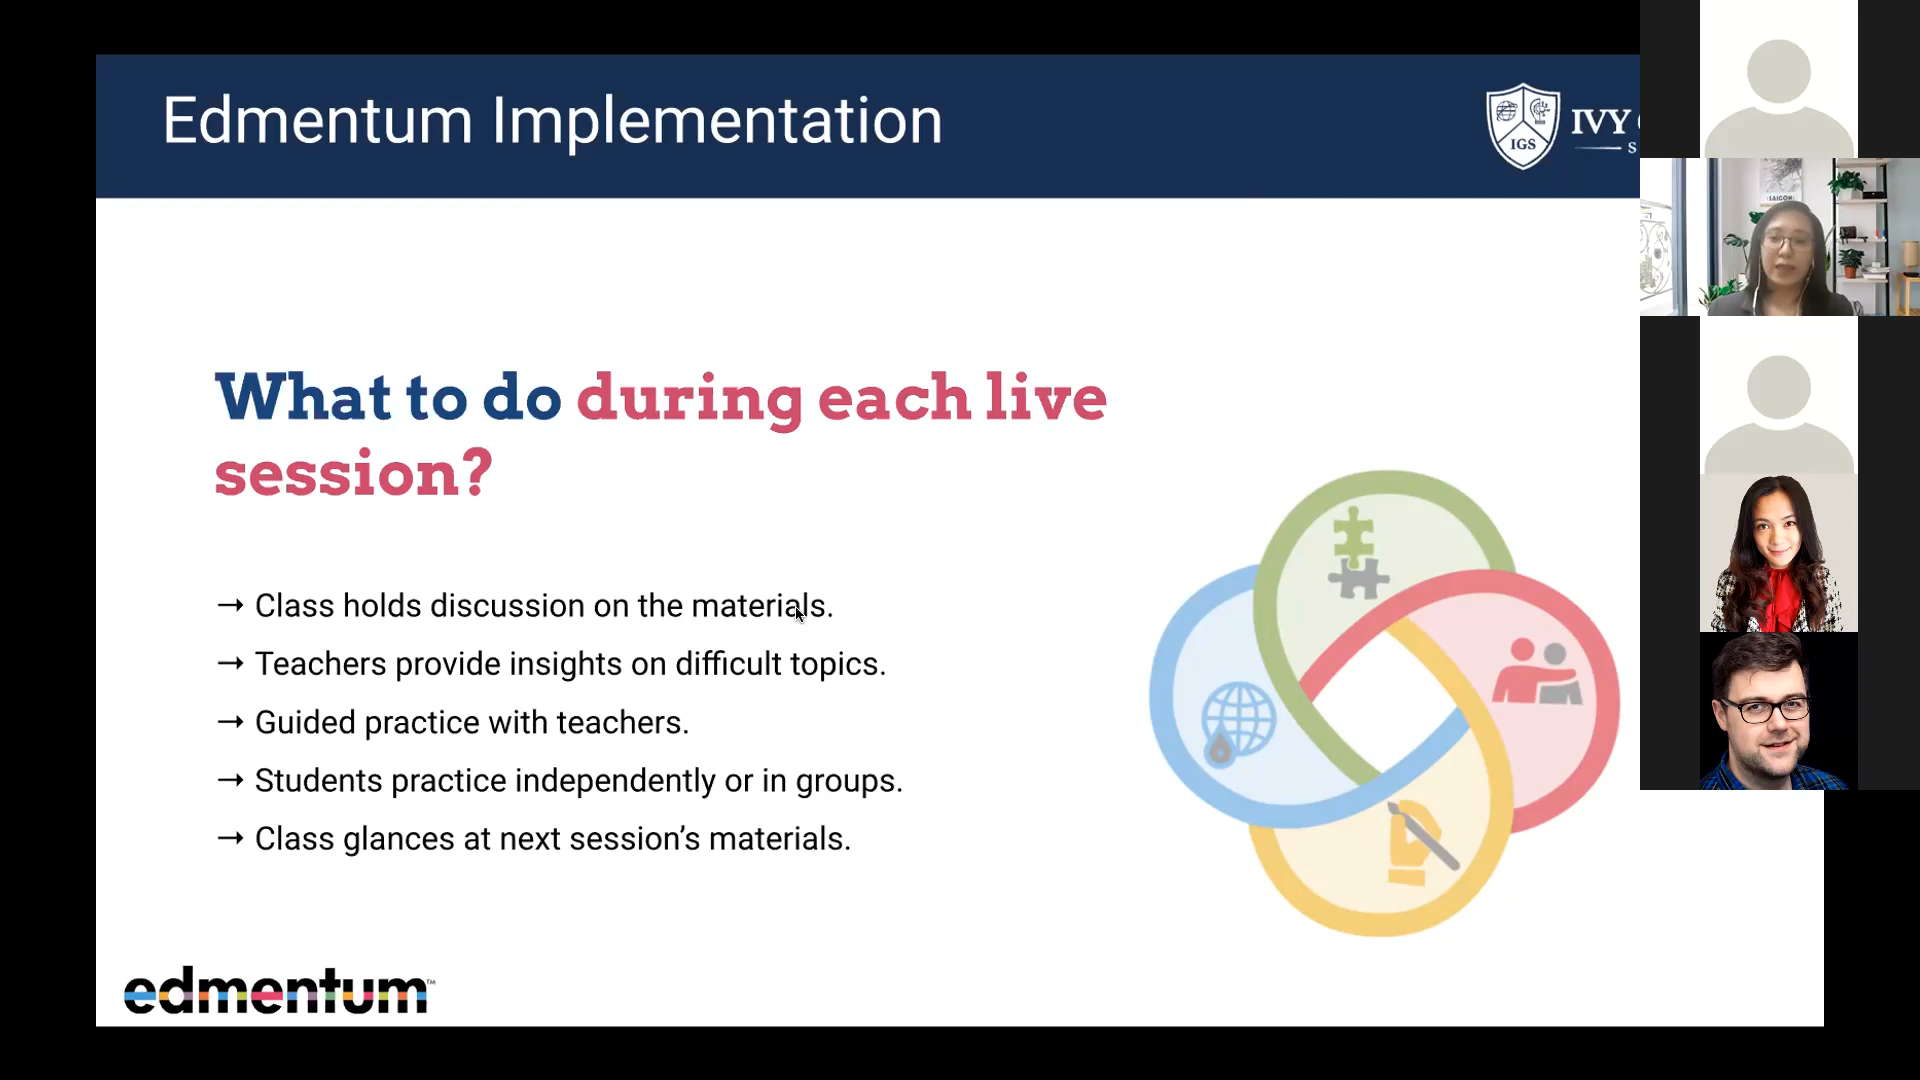 Edmentum Implementation
IVY
IGS
S
SAIGON
What to do during each live
session?
→ Class holds discussion on the materials.
→ Teachers provide insights on difficult topics.
→ Guided practice with teachers.
→ Students practice independently or in groups.
→ Class glances at next session’s materials.
edmentum™